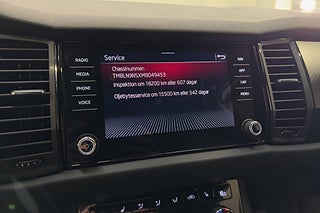 Service
Chassinummer:
TMBLN9NSXM8049453
Inspektion om 18200 km eller 607 dagar
Oljebytesservice om 15500 km eller 542 dagar
RADIO
MEDIA
PHONE
VOICE
NAV
CAR
APP
MENU